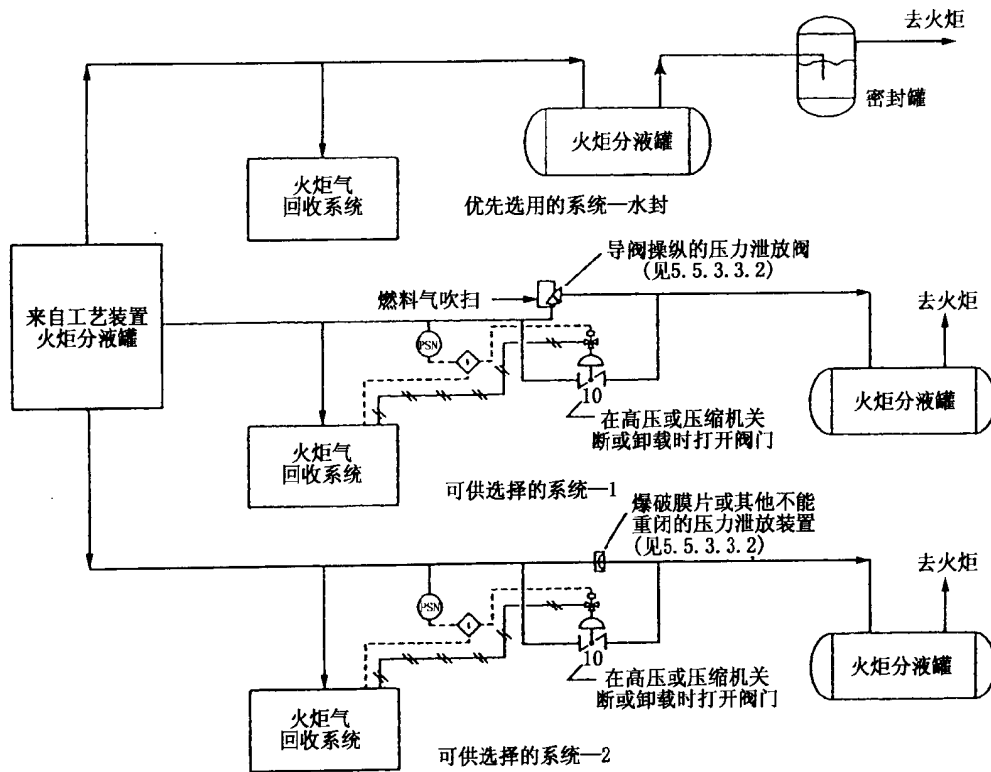 去火炬
密封罐
火炬分液罐
火炬气
回收系统
优先选用的系统—水封
导阀操纵的压力泄放阀
(见5.5.3.3.2)
燃料气吹扫
来自工艺装置
火炬分液罐
PSN
去火炬
10
火炬分液罐
在高压或压缩机关
断或卸载时打开阀门
火炬气
回收系统
可供选择的系统—1
爆破膜片或其他不能
重闭的压力泄放装置
(见5.5.3.3.2)
去火炬
PSN
10
火炬分液罐
在高压或压缩机关
断或卸载时打开阀门
火炬气
回收系统
可供选择的系统—2